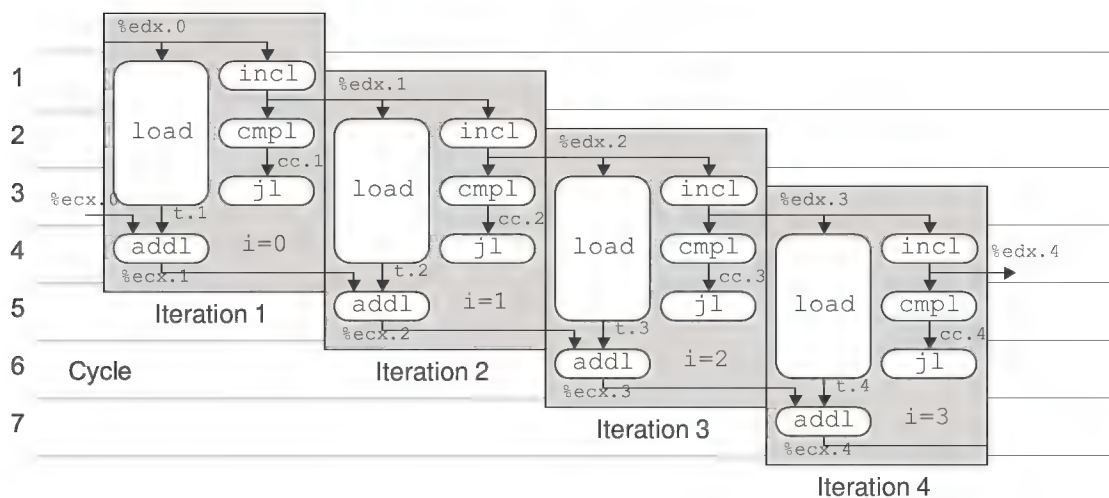 %edx.0
1
incl
%edx.1
load
2
cmpl
incl
%edx.2
cc.1
load
3
jl
cmpl
incl
%edx.3
%ecx.0
t.1
cc.2
load
4
addl
i=0
jl
cmpl
incl
%edx.4
%ecx.1
t.2
cc.3
load
5
addl
i=1
jl
cmpl
Iteration 1
%ecx.2
t.3
cc.4
6
Cycle
Iteration 2
addl
i=2
jl
%ecx.3
t.4
7
Iteration 3
addl
i=3
%ecx.4
Iteration 4